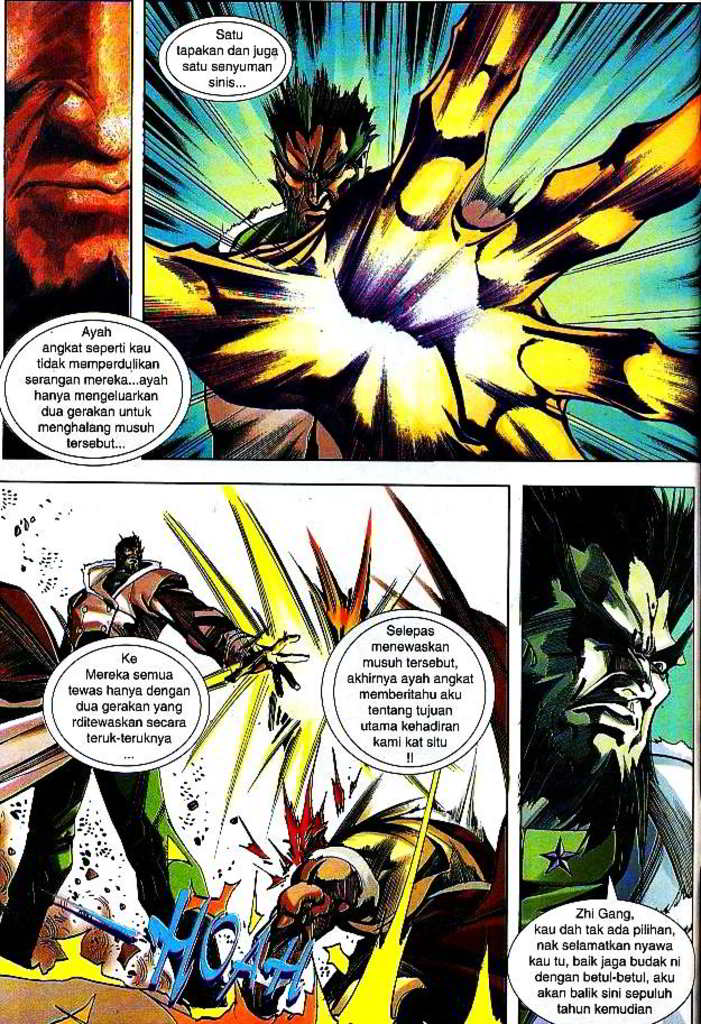 Satu
tapakan dan juga
satu senyuman
sinis...
Ayah
angkat seperti kau
tidak memperdulikan
serangan mereka...ayah
hanya mengeluarkan
dua gerakan untuk
menghalang musuh
tersebut...
Ke
Mereka semua
tewas hanya dengan
dua gerakan yang
rditewaskan secara
teruk-teruknya
...
Selepas
menewaskan
musuh tersebut,
akhirnya ayah angkat
memberitahu aku
tentang tujuan
utama kehadiran
kami kat situ
!!
HOAH
Zhi Gang,
kau dah tak ada pilihan,
nak selamatkan nyawa
kau tu, baik jaga budak ni
dengan betul-betul, aku
akan balik sini sepuluh
tahun kemudian